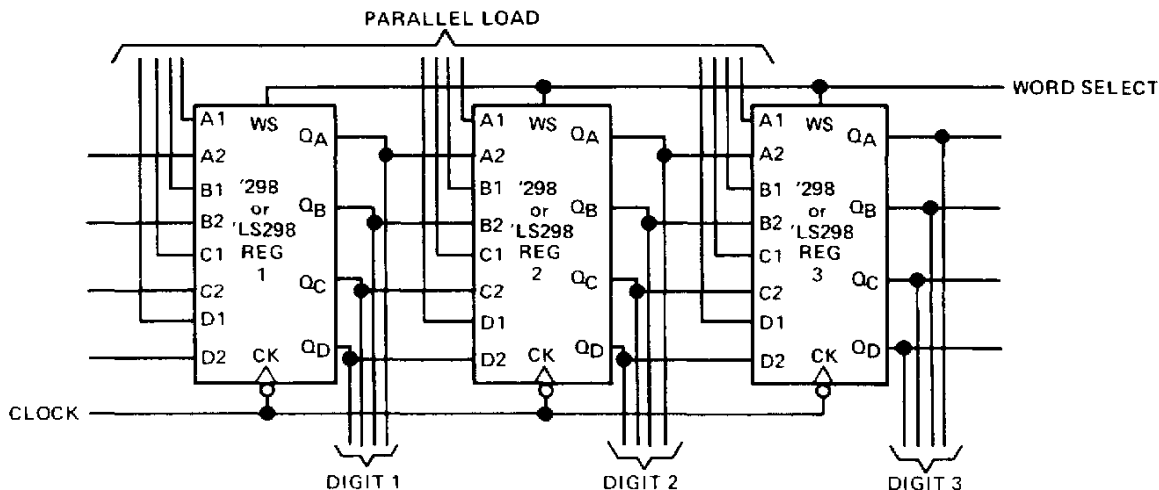 PARALLEL LOAD
WORD SELECT
A1
WS
QA
A2
'298
B1
or
QB
B2
'LS298
REG
C1
1
QC
C2
D1
QD
D2
CK
A1
WS
QA
A2
'298
B1
or
QB
B2
'LS298
REG
C1
2
QC
C2
D1
QD
D2
CK
A1
WS
QA
A2
'298
B1
or
QB
B2
'LS298
REG
C1
3
QC
C2
D1
QD
D2
CK
CLOCK
DIGIT 1
DIGIT 2
DIGIT 3